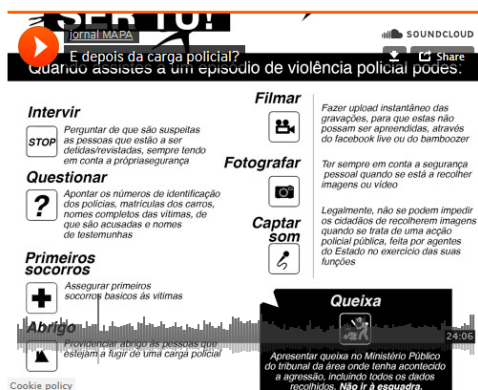 SER TU!
jornal MAPA
SOUNDCLOUD
E depois da carga policial?
Share
Quando assistes a um episódio de violência policial podes:
Intervir
STOP
Perguntar de que são suspeitas
as pessoas que estão a ser
detidas/revistadas, sempre tendo
em conta a própriasegurança
Questionar
?
Apontar os números de identificação
dos polícias, matrículas dos carros,
nomes completos das vítimas, de
que são acusadas e nomes
de testemunhas
Primeiros
socorros
Assegurar primeiros
socorros basicos ás vitimas
Abrigo
Providenciar abrigo às pessoas que
estejam a fugir de uma carga policial
Filmar
Fazer upload instantâneo das
gravações, para que estas não
possam ser apreendidas, através
do facebook live ou do bamboozer
Fotografar
Ter sempre em conta a segurança
pessoal quando se está a recolher
imagens ou vídeo
Captar
som
Legalmente, não se podem impedir
os cidadãos de recolherem imagens
quando se trata de uma acção
policial pública, feita por agentes
do Estado no exercício das suas
funções
Queixa
24:06
Apresentar queixa no Ministério Público
do tribunal da área onde tenha acontecido
a agressão, incluindo todos os dados
recolhidos. Não ir à esquadra.
Cookie policy